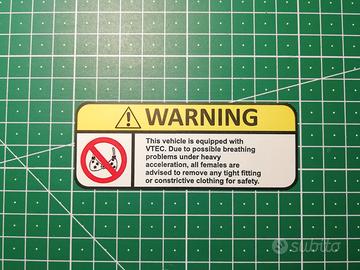 WARNING
This vehicle is equipped with
VTEC. Due to possible breathing
problems under heavy
acceleration, all females are
advised to remove any tight fitting
or constrictive clothing for safety.
subito